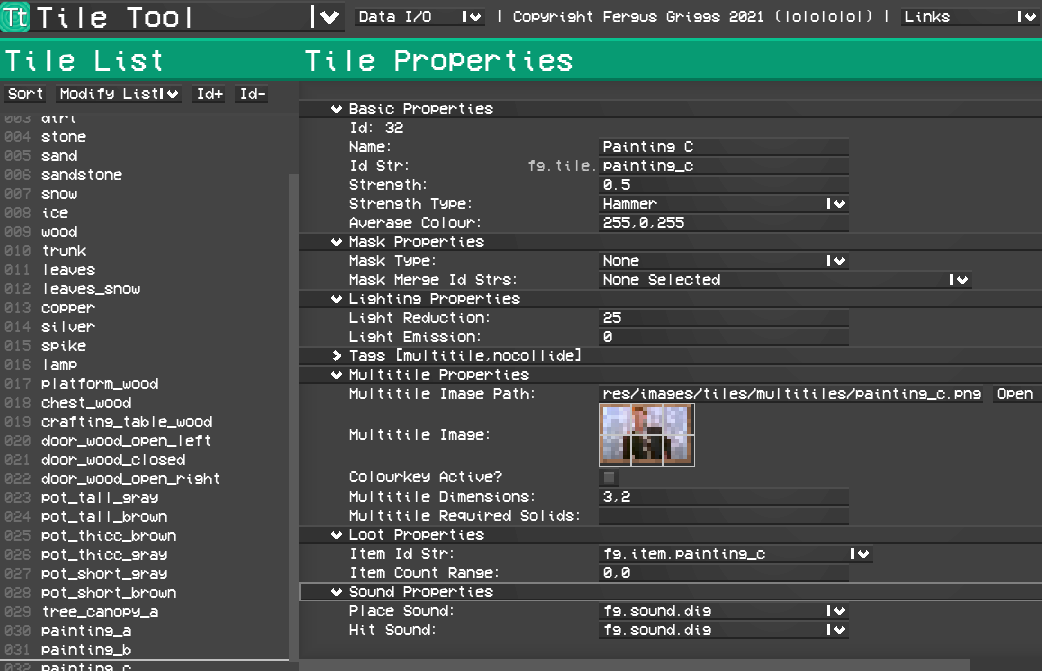 Tt Tile Tool Data I/O | Copyright Fergus Griggs 2021 (lolololol) | Links
Tile List
Sort Modify List Id+ Id-
003 dirt
004 stone
005 sand
006 sandstone
007 snow
008 ice
009 wood
010 trunk
011 leaves
012 leaves_snow
013 copper
014 silver
015 spike
016 lamp
017 platform_wood
018 chest_wood
019 crafting_table_wood
020 door_wood_open_left
021 door_wood_closed
022 door_wood_open_right
023 pot_tall_gray
024 pot_tall_brown
025 pot_thicc_brown
026 pot_thicc_gray
027 pot_short_gray
028 pot_short_brown
029 tree_canopy_a
030 painting_a
031 painting_b
032 painting_c
Tile Properties
Basic Properties
Id: 32
Name: Painting C
Id Str: fg.tile. painting_c
Strength: 0.5
Strength Type: Hammer
Average Colour: 255,0,255
Mask Properties
Mask Type: None
Mask Merge Id Strs: None Selected
Lighting Properties
Light Reduction: 25
Light Emission: 0
Tags [multitile,nocollide]
Multitile Properties
Multitile Image Path: res/images/tiles/multitiles/painting_c.png Open
Multitile Image:
Colourkey Active?
Multitile Dimensions: 3,2
Multitile Required Solids:
Loot Properties
Item Id Str: fg.item.painting_c
Item Count Range: 0,0
Sound Properties
Place Sound: fg.sound.dig
Hit Sound: fg.sound.dig